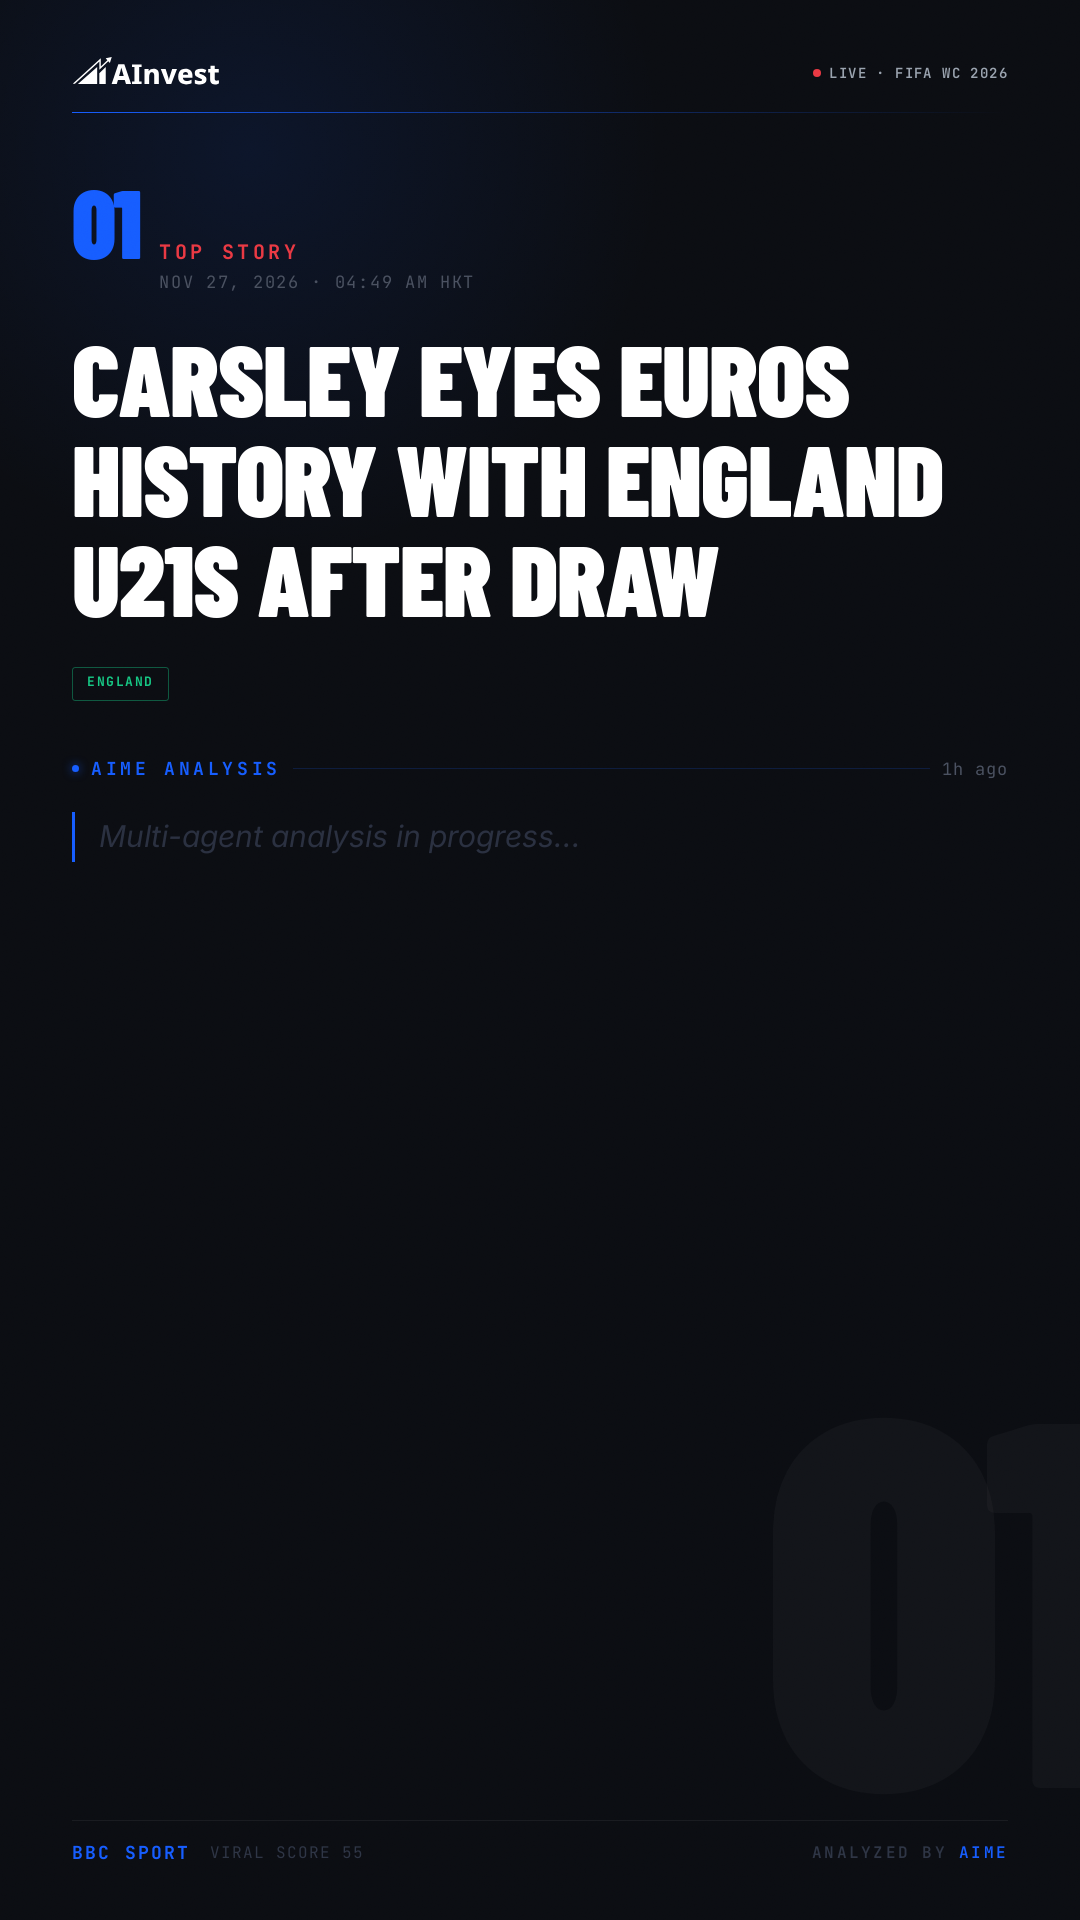 AInvest
LIVE · FIFA WC 2026
01
TOP STORY
NOV 27, 2026 · 04:49 AM HKT
CARSLEY EYES EUROS
HISTORY WITH ENGLAND
U21S AFTER DRAW
ENGLAND
AIME ANALYSIS
1h ago
Multi-agent analysis in progress...
01
BBC SPORT
VIRAL SCORE 55
ANALYZED BY AIME